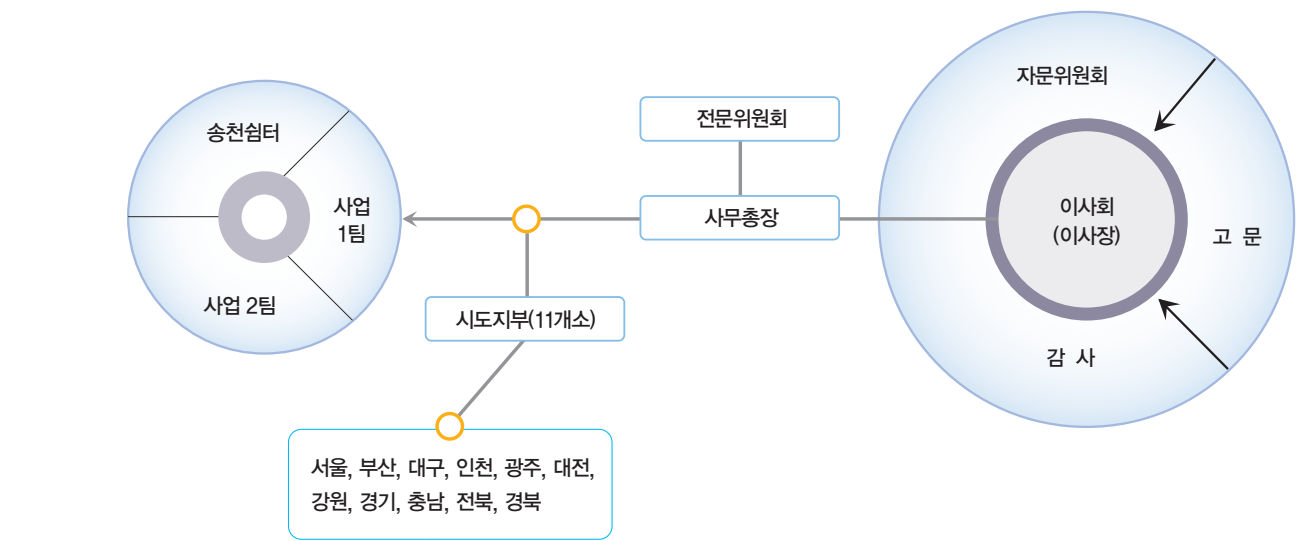 자문위원회
이사회
(이사장)
고 문
감 사
전문위원회
사무총장
시도지부(11개소)
서울, 부산, 대구, 인천, 광주, 대전,
강원, 경기, 충남, 전북, 경북
송천쉼터
사업
1팀
사업 2팀